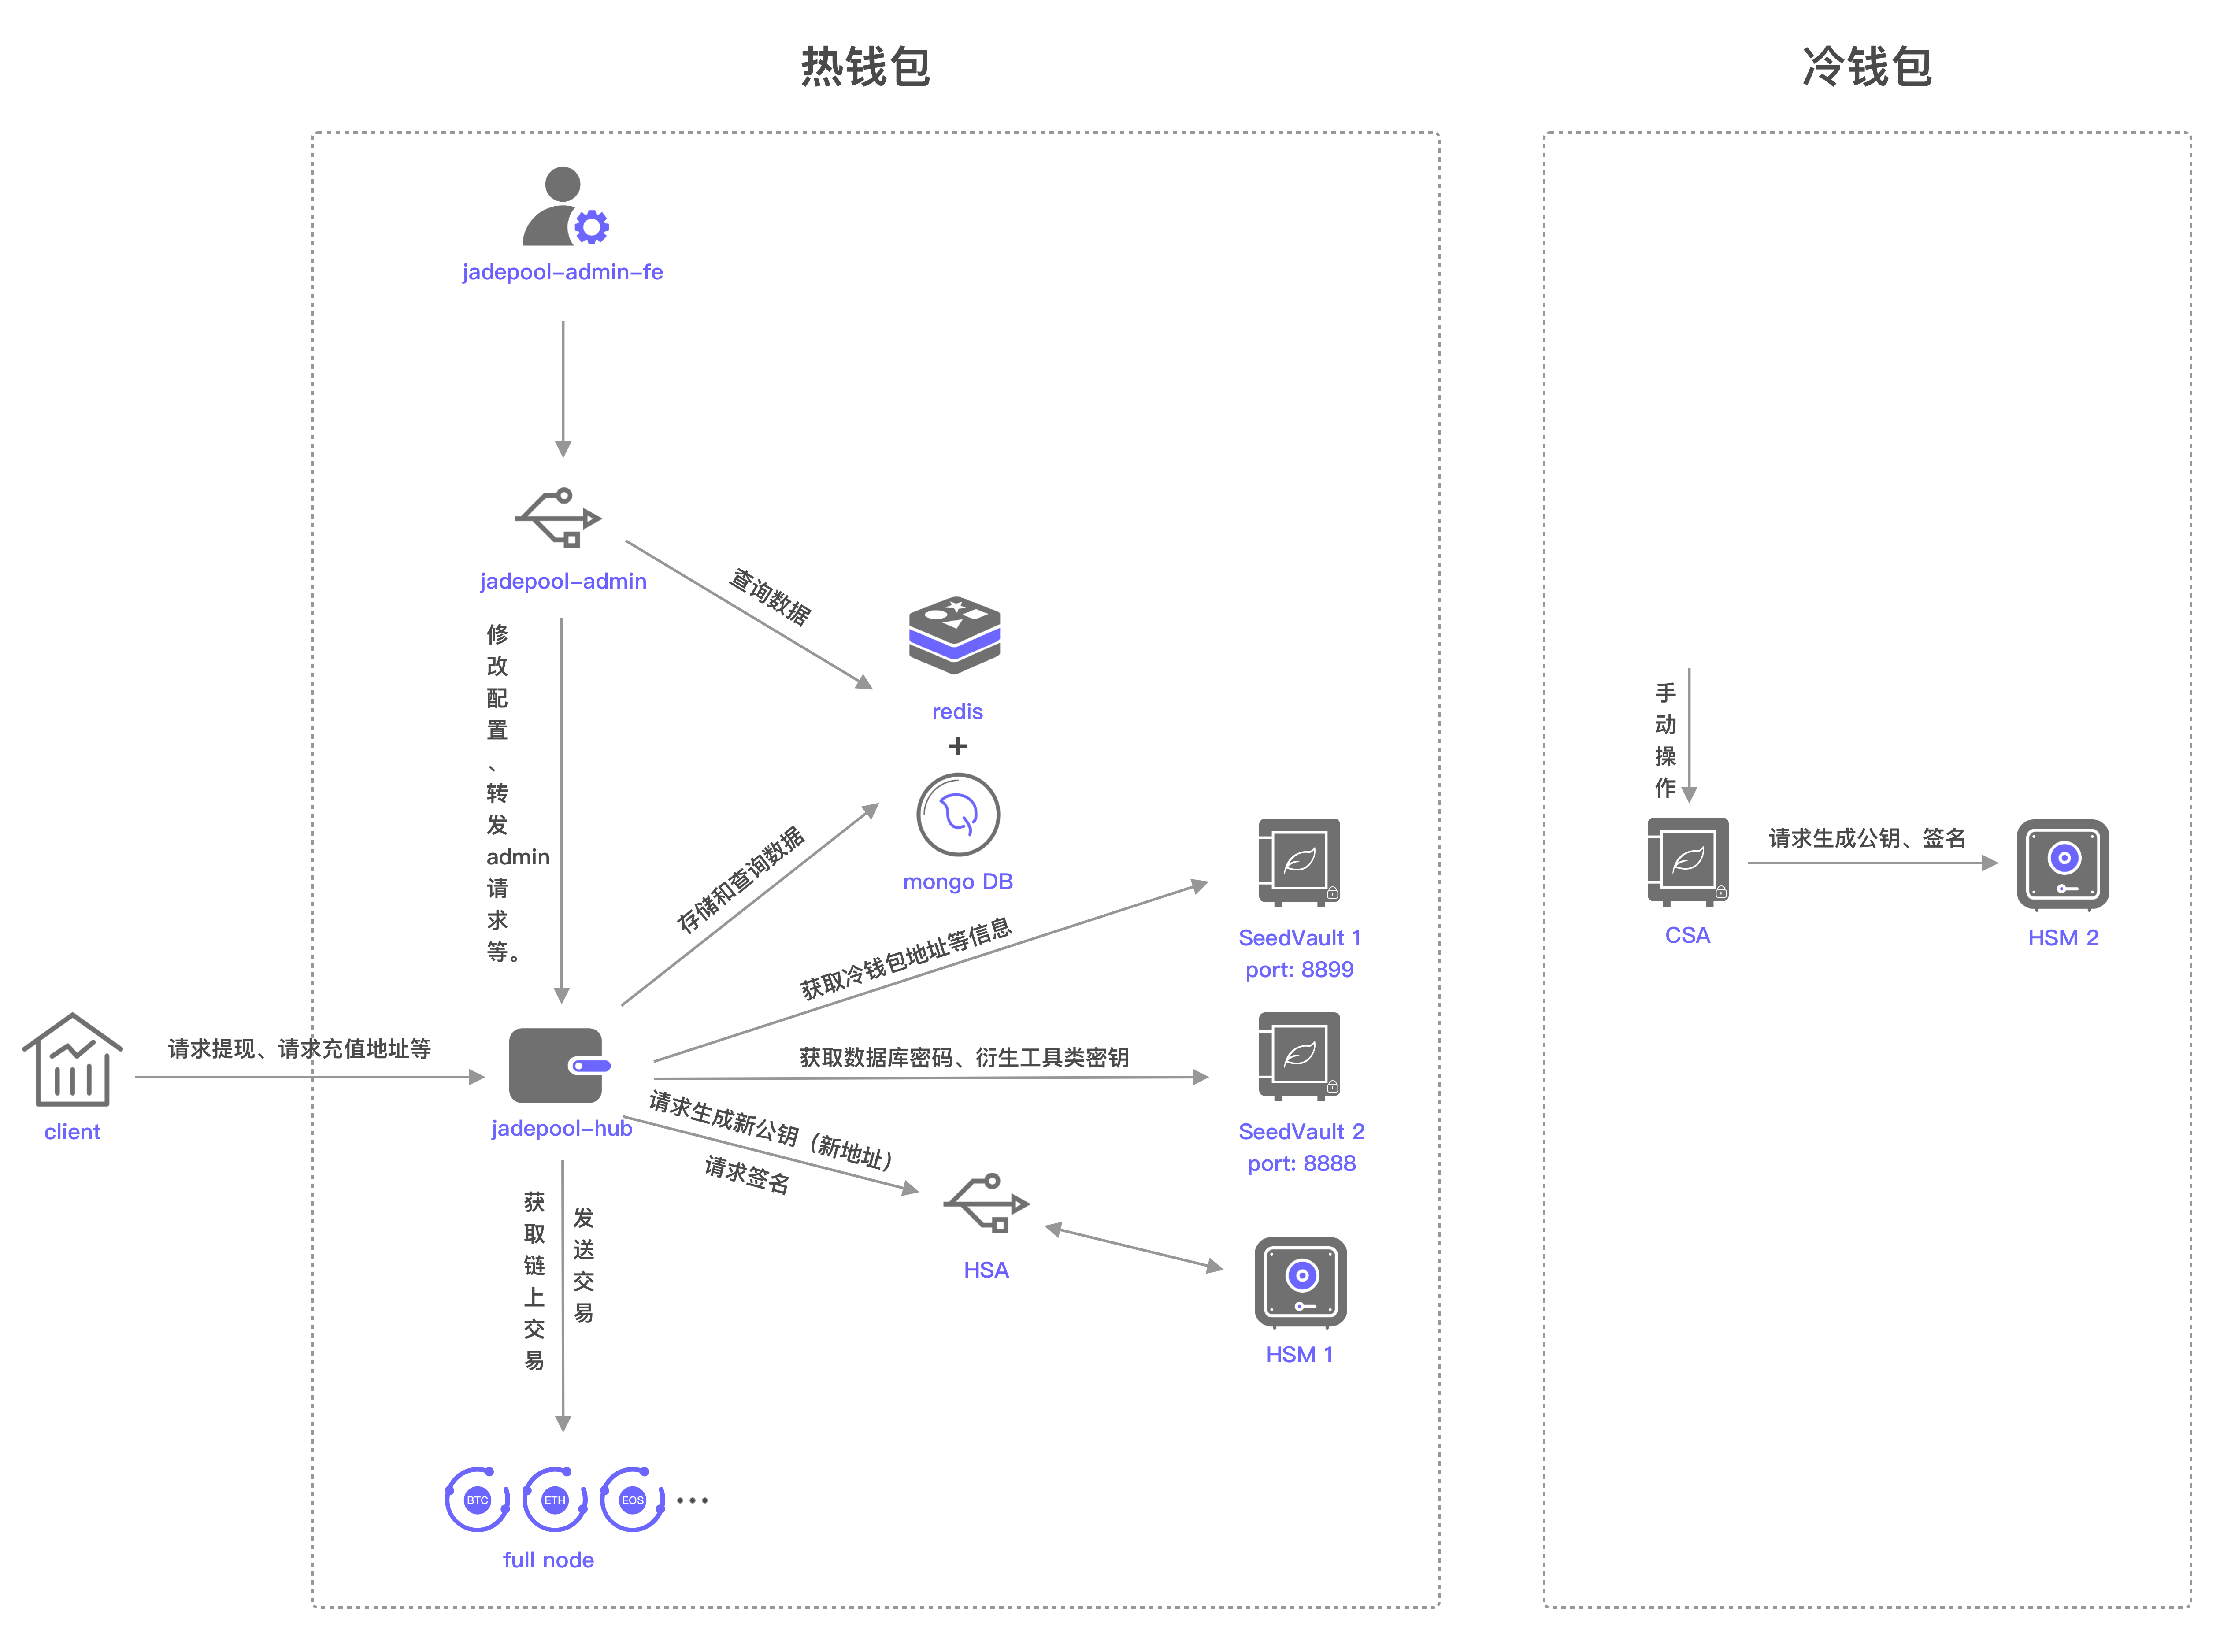 热钱包
冷钱包
jadepool-admin-fe
jadepool-admin
查询数据
修改配置、转发admin请求等。
redis
+
mongo DB
存储和查询数据
获取冷钱包地址等信息
SeedVault 1
port: 8899
手动操作
CSA
请求生成公钥、签名
HSM 2
client
请求提现、请求充值地址等
jadepool-hub
获取数据库密码、衍生工具类密钥
SeedVault 2
port: 8888
请求生成新公钥（新地址）
请求签名
HSA
HSM 1
获取链上交易
发送交易
BTC
ETH
EOS
...
full node